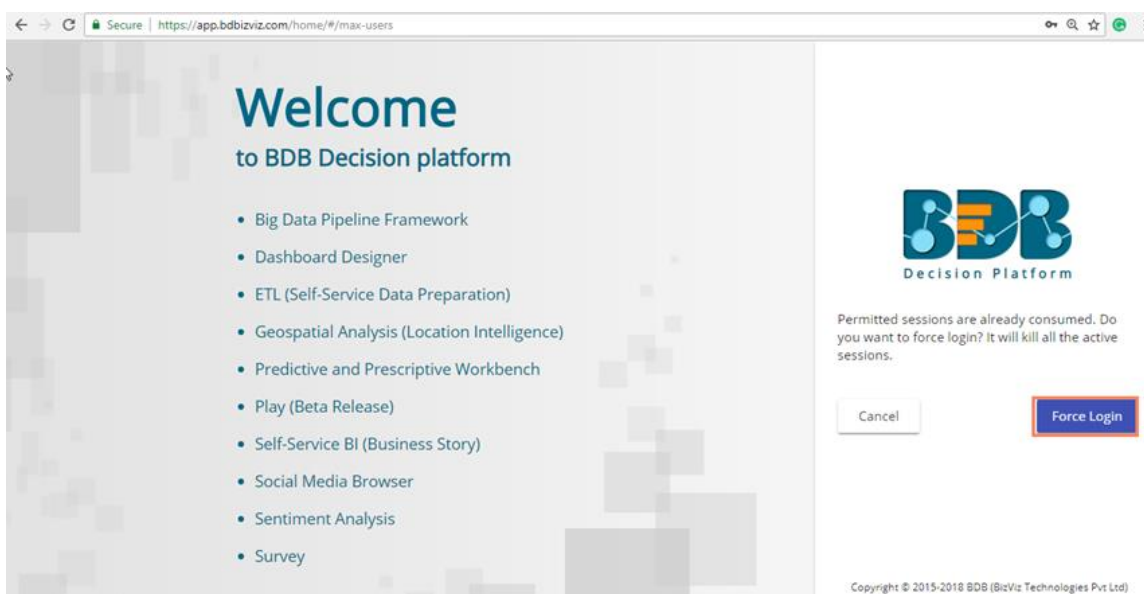 Secure | https://app.bdbizviz.com/home/#/max-users
Welcome
to BDB Decision platform
• Big Data Pipeline Framework
• Dashboard Designer
• ETL (Self-Service Data Preparation)
• Geospatial Analysis (Location Intelligence)
• Predictive and Prescriptive Workbench
• Play (Beta Release)
• Self-Service BI (Business Story)
• Social Media Browser
• Sentiment Analysis
• Survey
BDB
Decision Platform
Permitted sessions are already consumed. Do
you want to force login? It will kill all the active
sessions.
Cancel
Force Login
Copyright © 2015-2018 BDB (BizViz Technologies Pvt Ltd)